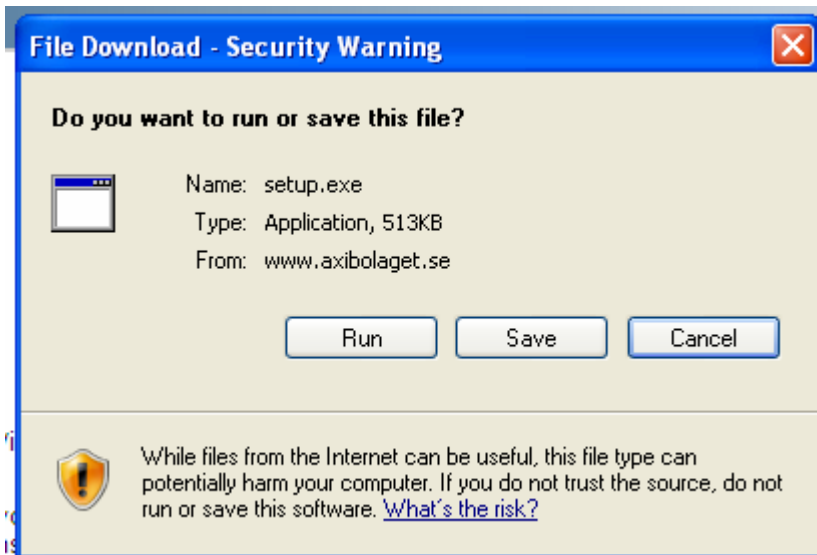 File Download - Security Warning
Do you want to run or save this file?
Name: setup.exe
Type: Application, 513KB
From: www.axibolaget.se
Run Save Cancel
While files from the Internet can be useful, this file type can
potentially harm your computer. If you do not trust the source, do not
run or save this software. What's the risk?